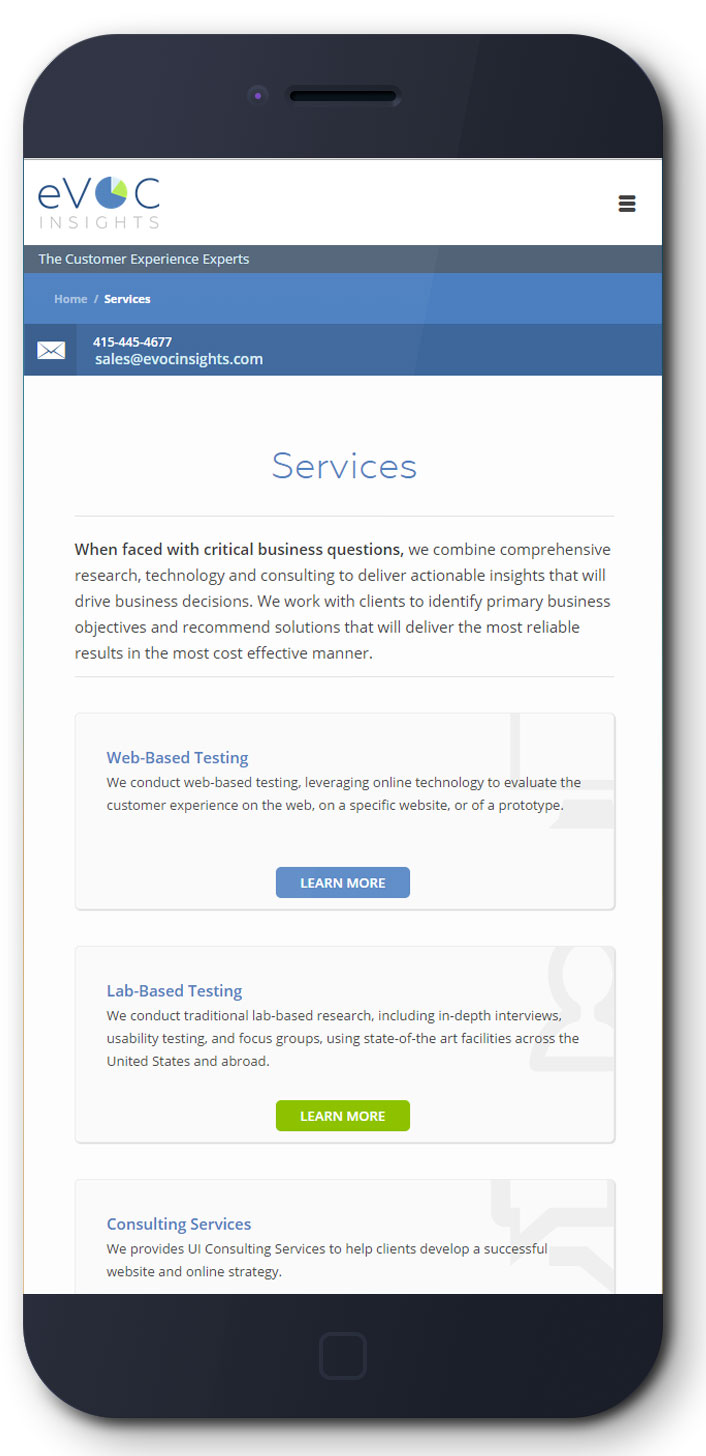 eVOC
INSIGHTS
The Customer Experience Experts
Home / Services
415-445-4677
sales@evocinsights.com
Services
When faced with critical business questions, we combine comprehensive
research, technology and consulting to deliver actionable insights that will
drive business decisions. We work with clients to identify primary business
objectives and recommend solutions that will deliver the most reliable
results in the most cost effective manner.
Web-Based Testing
We conduct web-based testing, leveraging online technology to evaluate the
customer experience on the web, on a specific website, or of a prototype.
LEARN MORE
Lab-Based Testing
We conduct traditional lab-based research, including in-depth interviews,
usability testing, and focus groups, using state-of-the art facilities across the
United States and abroad.
LEARN MORE
Consulting Services
We provides UI Consulting Services to help clients develop a successful
website and online strategy.